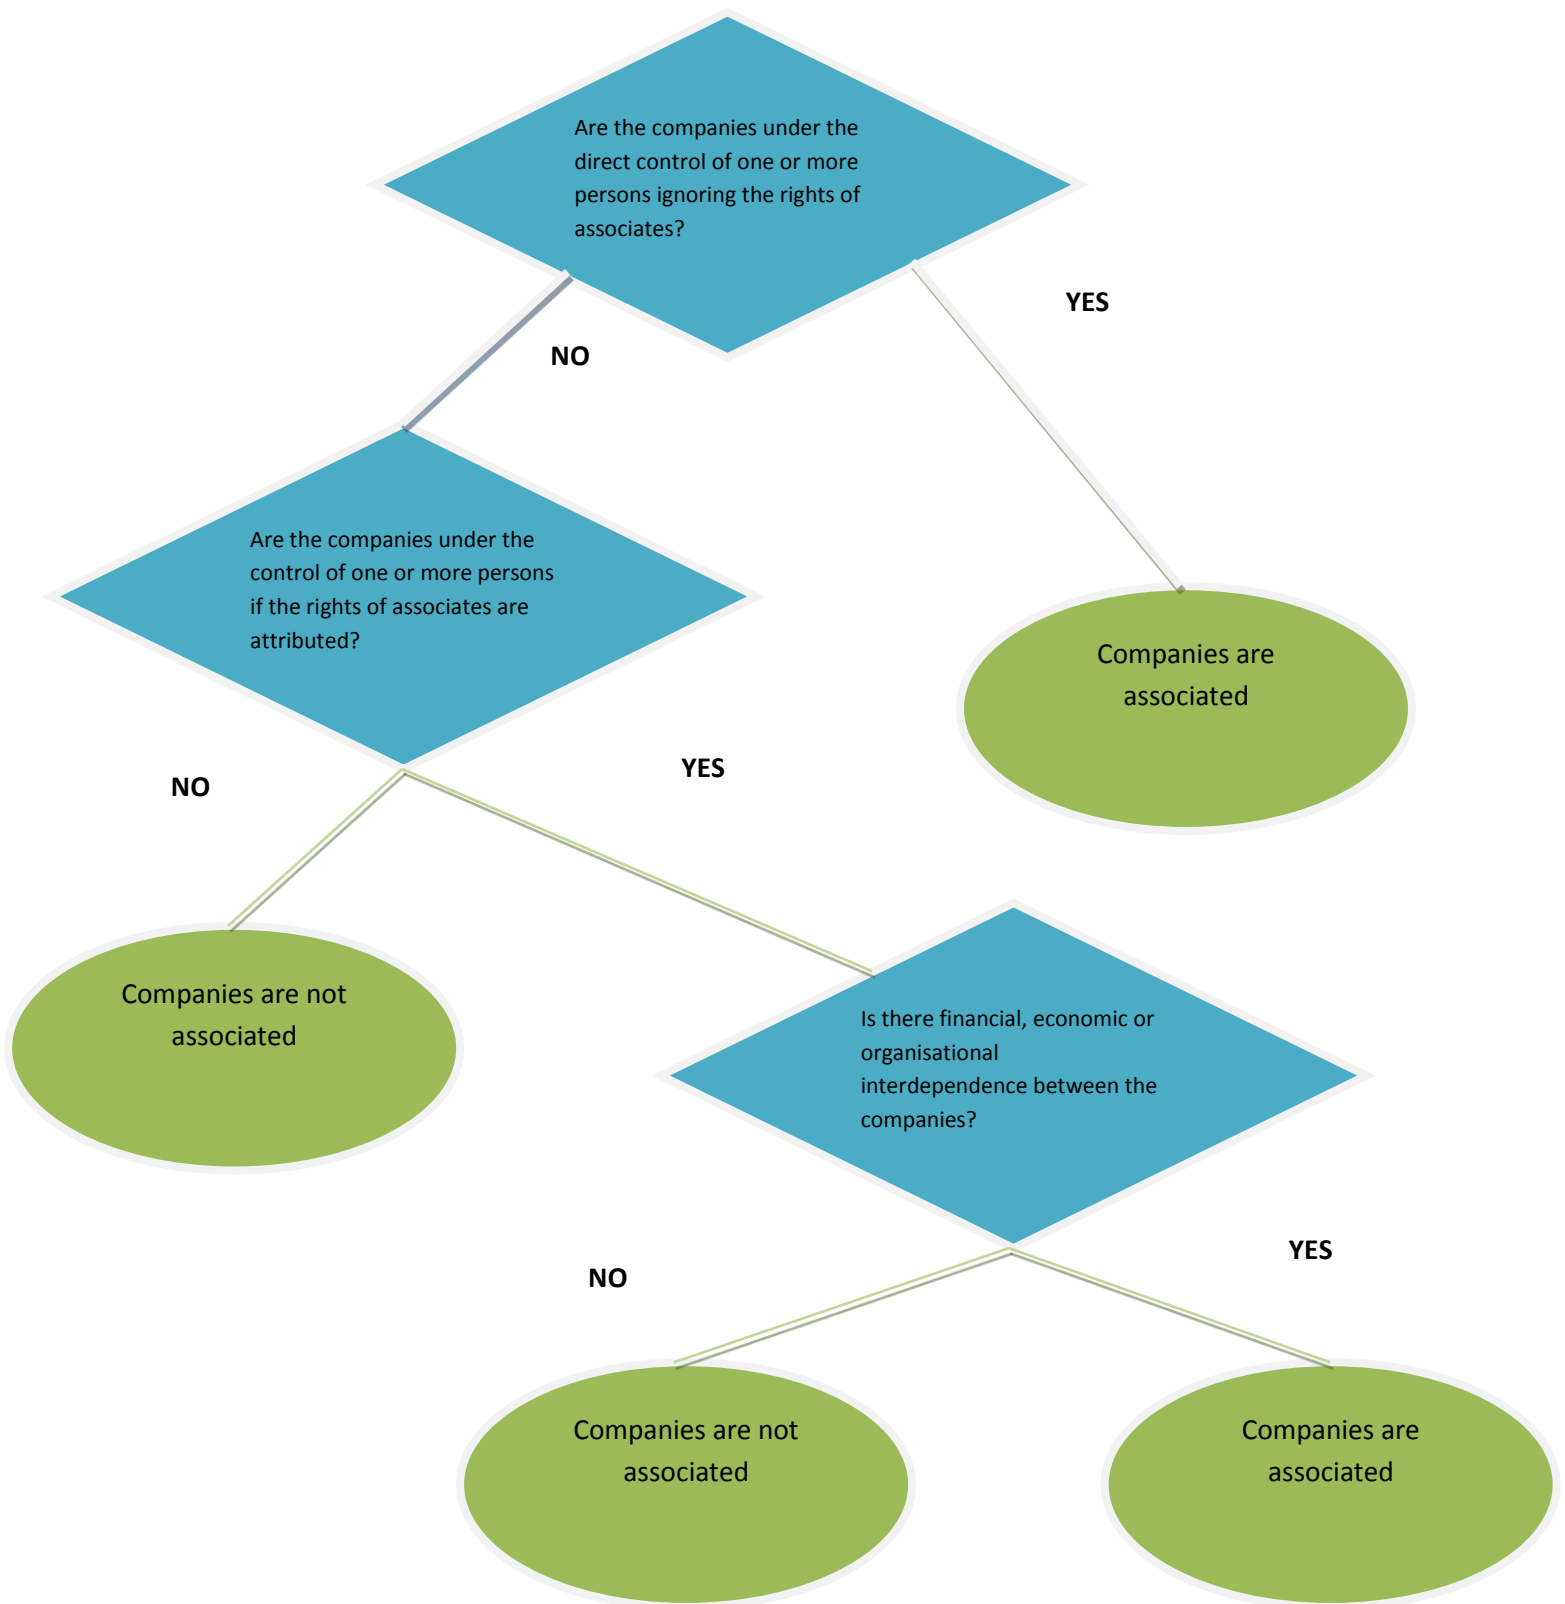 Are the companies under the
direct control of one or more
persons ignoring the rights of
associates?
YES
NO
Are the companies under the
control of one or more persons
if the rights of associates are
attributed?
Companies are
associated
NO
YES
Companies are not
associated
Is there financial, economic or
organisational
interdependence between the
companies?
NO
YES
Companies are not
associated
Companies are
associated